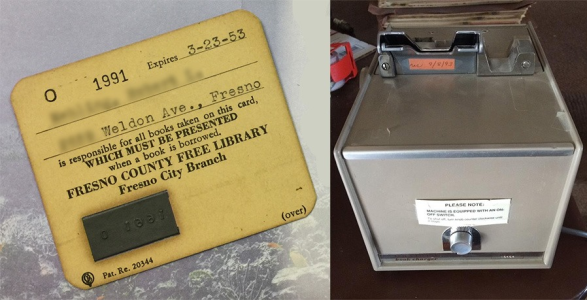 O 1991 Expires 3-23-53
Weldon Ave., Fresno
is responsible for all books taken on this card,
WHICH MUST BE PRESENTED
when a book is borrowed.
FRESNO COUNTY FREE LIBRARY
Fresno City Branch
O 1991
(over)
Pat. Re. 20344
PLEASE NOTE:
MACHINE IS EQUIPPED WITH AN ON-
OFF SWITCH.